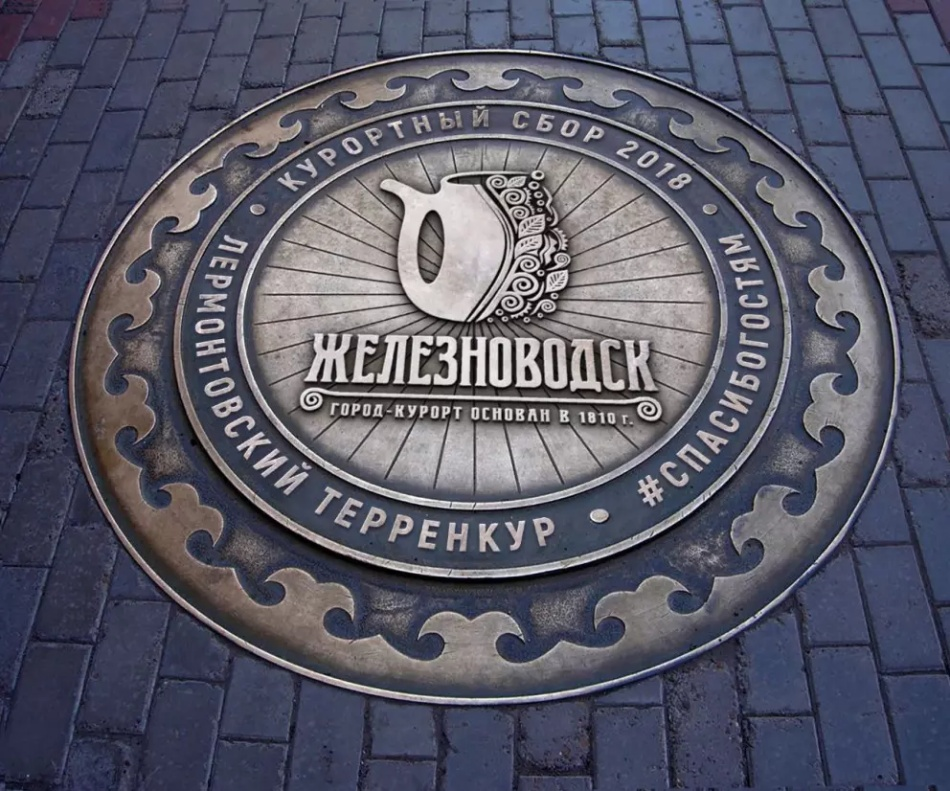 КУРОРТНЫЙ СБОР 2018
ЖЕЛЕЗНОВОДСК
ГОРОД-КУРОРТ ОСНОВАН В 1810 г.
ЛЕРМОНТОВСКИЙ ТЕРРЕНКУР
#СПАСИБОГОСТЯМ